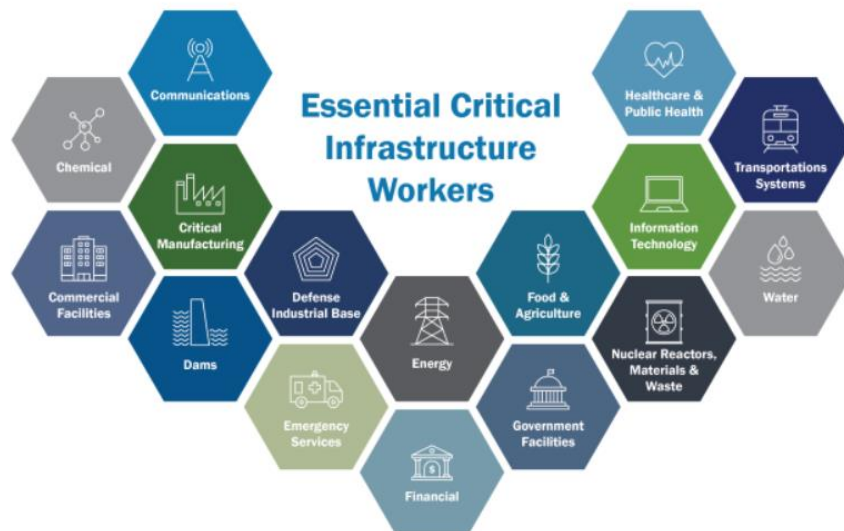 Essential Critical
Infrastructure
Workers
Communications
Chemical
Critical
Manufacturing
Commercial
Facilities
Dams
Defense
Industrial Base
Emergency
Services
Energy
Financial
Food &
Agriculture
Government
Facilities
Healthcare &
Public Health
Information
Technology
Nuclear Reactors,
Materials &
Waste
Transportations
Systems
Water
$